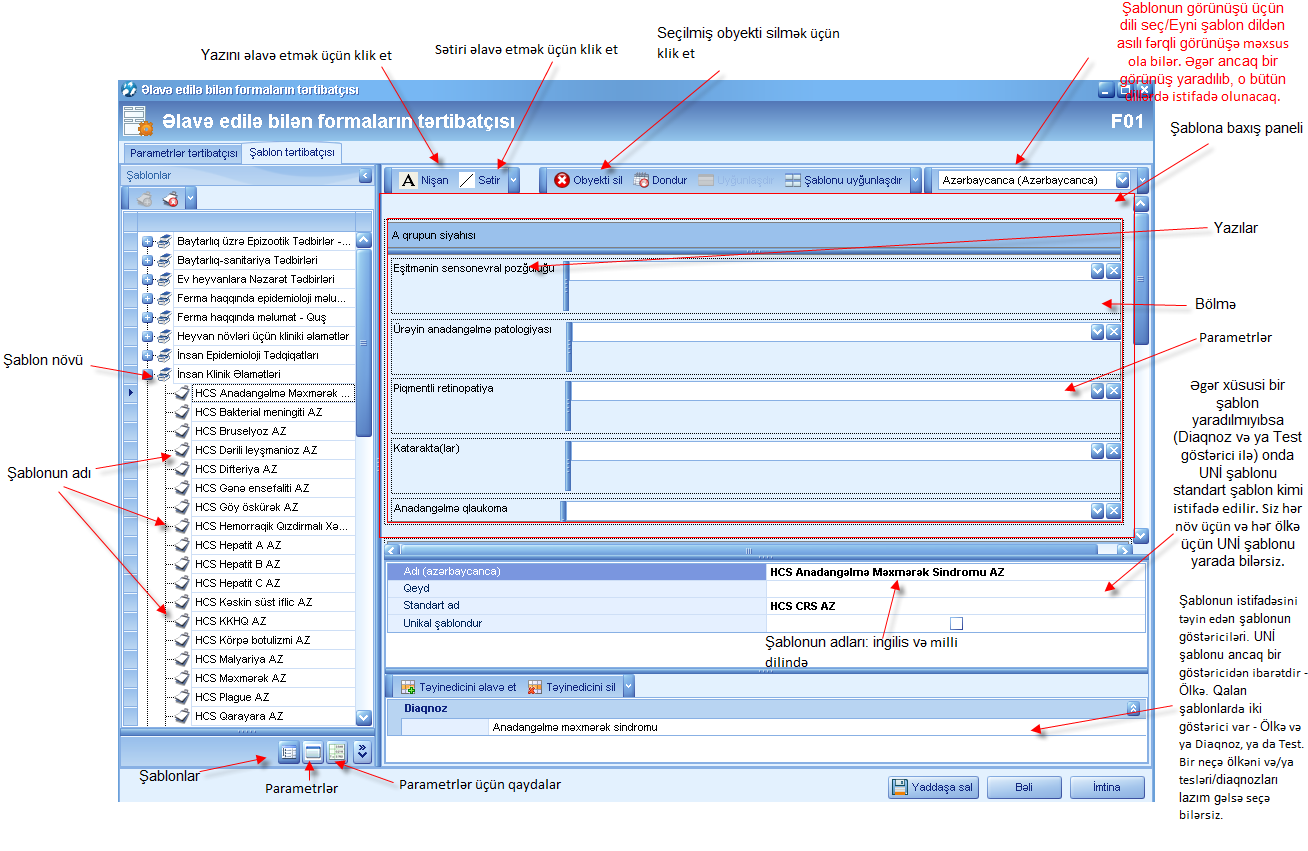 Şablonun görünüşü üçün
dili seç/Eyni şablon dildən
asılı fərqli görünüşə məxsus
ola bilər. Əgər ancaq bir
görünüş yaradılıb, o bütün
dillərdə istifadə olunacaq.
Seçilmiş obyekti silmək üçün
klik et
Sətiri əlavə etmək üçün klik et
Yazını əlavə etmək üçün klik et
Əlavə edilə bilən formaların tərtibatçısı
Əlavə edilə bilən formaların tərtibatçısı
F01
Şablona baxış paneli
Parametrlər tərtibatçısı
Şablon tərtibatçısı
Şablonlar
A Nişan
Sətir
Obyekti sil
Dondur
Uyğunlaşdır
Şablonu uyğunlaşdır
Azərbaycanca (Azərbaycanca)
Baytarlıq üzrə Epizootik Tədbirlər -...
Baytarlıq-sanitariya Tədbirləri
Ev heyvanlara Nəzarət Tədbirləri
Ferma haqqında epidemioloji məlu...
Ferma haqqında məlumat - Quş
Heyvan növləri üçün kliniki əlamətlər
İnsan Epidemioloji Tədqiqatları
İnsan Klinik Əlamətləri
HCS Anadangəlmə Məxmərək ...
HCS Bakterial meningiti AZ
HCS Bruselyoz AZ
HCS Dərili leyşmanioz AZ
HCS Difteriya AZ
HCS Gənə ensefaliti AZ
HCS Göy öskürək AZ
HCS Hemorraqik Qızdirmalı Xə...
HCS Hepatit A AZ
HCS Hepatit B AZ
HCS Hepatit C AZ
HCS Kəskin süst iflic AZ
HCS KKHQ AZ
HCS Körpə botulizmi AZ
HCS Malyariya AZ
HCS Məxmərək AZ
HCS Plague AZ
HCS Qarayara AZ
Şablon növü
Şablonun adı
A qrupun siyahısı
Eşitmənin sensonevral pozğduluğu
Ürəyin anadangəlmə patologiyası
Piqmentli retinopatiya
Katarakta(lar)
Anadangəlmə qlaukoma
Yazılar
Bölmə
Parametrlər
Əgər xüsusi bir
şablon
yaradılmıyıbsa
(Diaqnoz və ya Test
göstərici ilə) onda
UNİ şablonu
standart şablon kimi
istifadə edilir. Siz hər
növ üçün və hər ölkə
üçün UNİ şablonu
yarada bilərsiz.
Adı (azərbaycanca)
HCS Anadangəlmə Məxmərək Sindromu AZ
Qeyd
Standart ad
HCS CRS AZ
Unikal şablondur
Şablonun adları: ingilis və milli
dilində
Təyinedicini əlavə et
Təyinedicini sil
Diaqnoz
Anadangəlmə məxmərək sindromu
Şablonun istifadəsini
təyin edən şablonun
göstəriciləri. UNİ
şablonu ancaq bir
göstəricidən ibarətdir -
Ölkə. Qalan
şablonlarda iki
göstərici var - Ölkə və
ya Diaqnoz, ya da Test.
Bir neçə ölkəni və/ya
tesləri/diaqnozları
lazım gəlsə seçə
bilərsiz.
Şablonlar
Parametrlər
Parametrlər üçün qaydalar
Yaddaşa sal
Bəli
İmtina